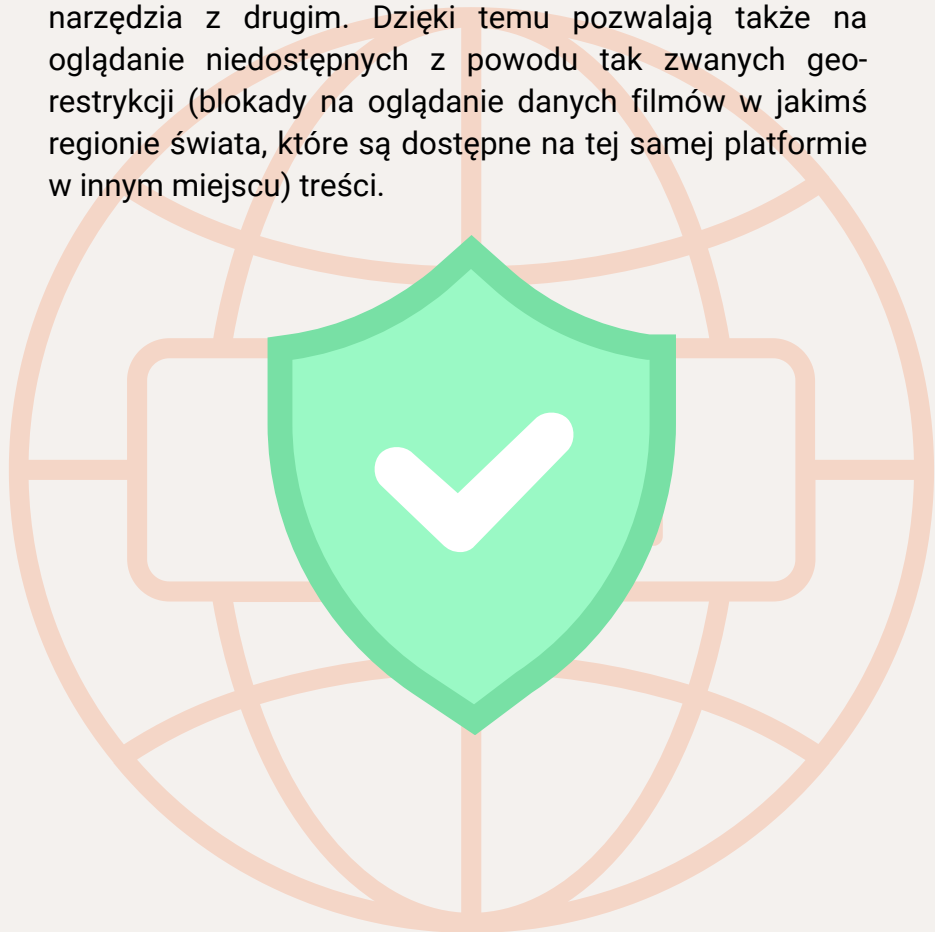 narzędzia z drugim. Dzięki temu pozwalają także na
oglądanie niedostępnych z powodu tak zwanych geo-
restrykcji (blokady na oglądanie danych filmów w jakimś
regionie świata, które są dostępne na tej samej platformie
w innym miejscu) treści.